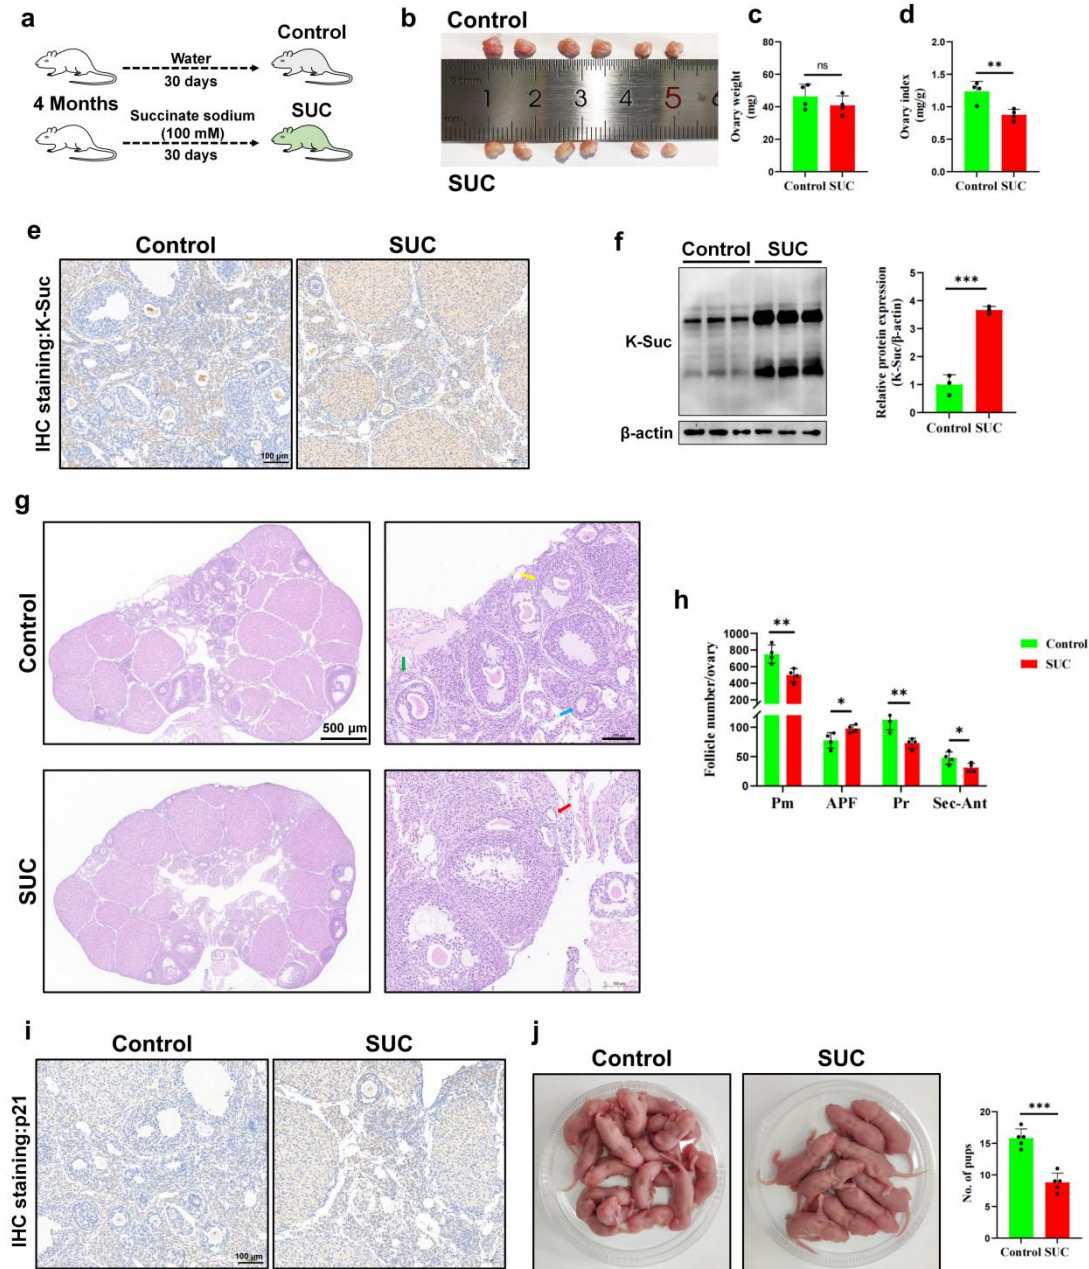 a
Water
30 days
Control
4 Months
Succinate sodium
(100 mM)
30 days
SUC
b
Control
1 2 3 4 5 6
SUC
c
Ovary weight
(mg)
80
60
40
20
0
ns
Control SUC
d
Ovary index
(mg/g)
2.0
1.5
1.0
0.5
0.0
**
Control SUC
e
Control
SUC
IHC staining:K-Suc
100 μm
f
Control
SUC
K-Suc
β-actin
Relative protein expression
(K-Suc/β-actin)
5
4
3
2
1
0
***
Control SUC
g
Control
500 μm
SUC
h
Follicle number/ovary
1000
800
600
400
200
100
50
0
**
*
**
*
Pm
APF
Pr
Sec-Ant
Control
SUC
i
Control
SUC
IHC staining:p21
100 μm
j
Control
SUC
No. of pups
20
15
10
5
0
***
Control SUC